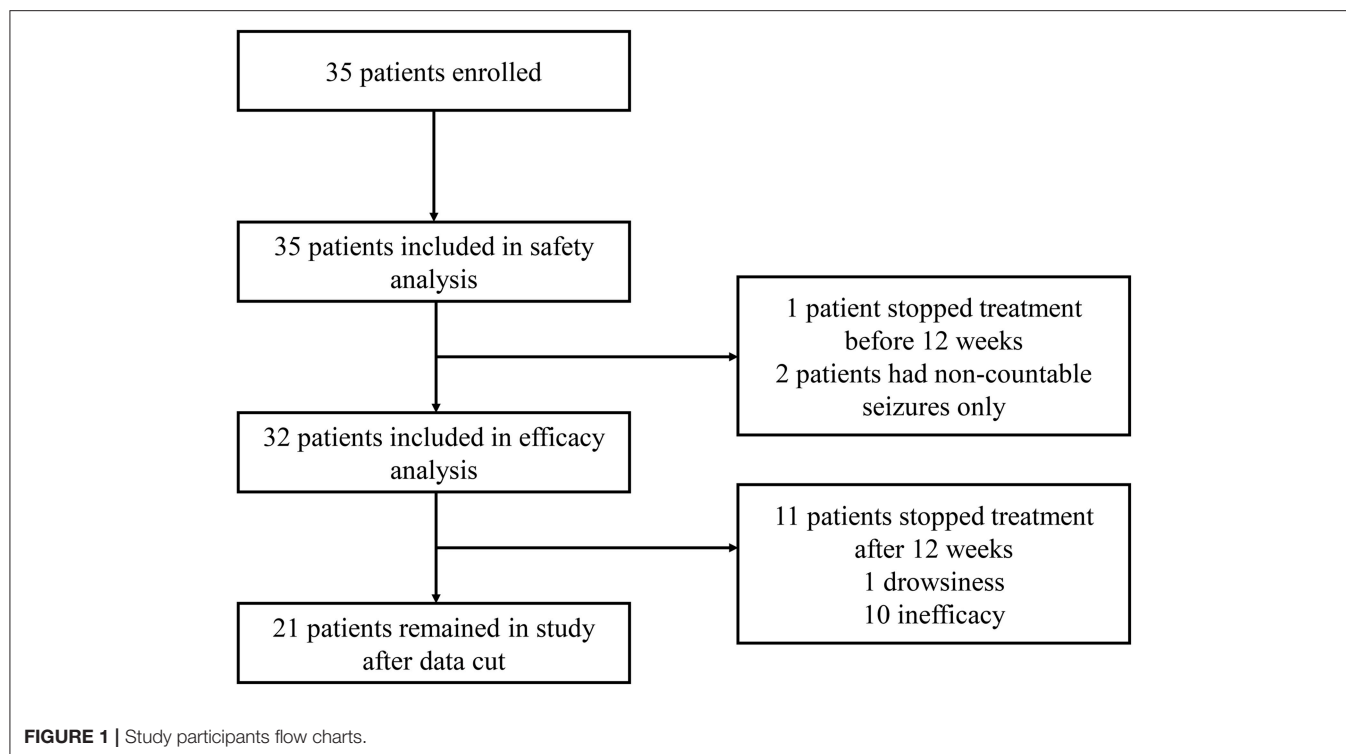 35 patients enrolled
35 patients included in safety
analysis
1 patient stopped treatment
before 12 weeks
2 patients had non-countable
seizures only
32 patients included in efficacy
analysis
11 patients stopped treatment
after 12 weeks
1 drowsiness
10 inefficacy
21 patients remained in study
after data cut
FIGURE 1 | Study participants flow charts.